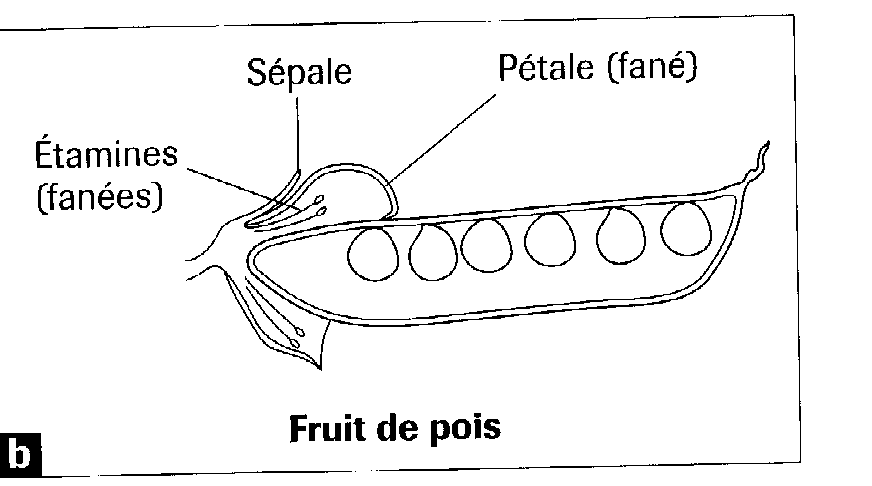 Sépale
Pétale (fané)
Étamines
(fanées)
Fruit de pois
b